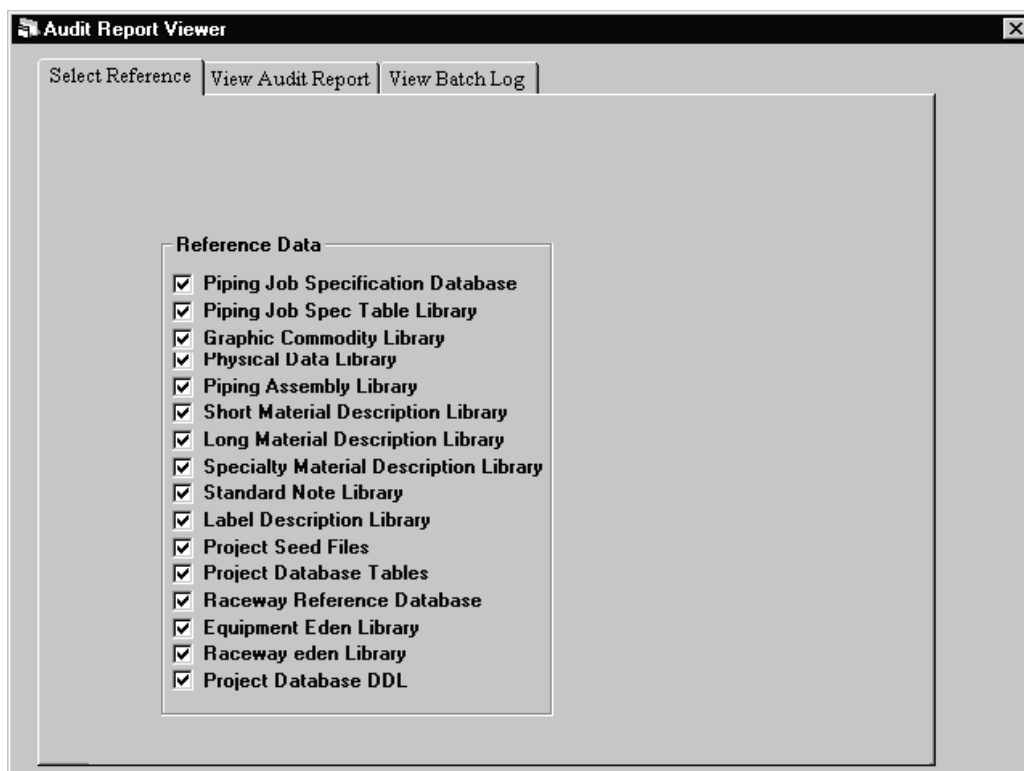 Audit Report Viewer
Select Reference View Audit Report View Batch Log
Reference Data
Piping Job Specification Database
Piping Job Spec Table Library
Graphic Commodity Library
Physical Data Library
Piping Assembly Library
Short Material Description Library
Long Material Description Library
Specialty Material Description Library
Standard Note Library
Label Description Library
Project Seed Files
Project Database Tables
Raceway Reference Database
Equipment Eden Library
Raceway eden Library
Project Database DDL